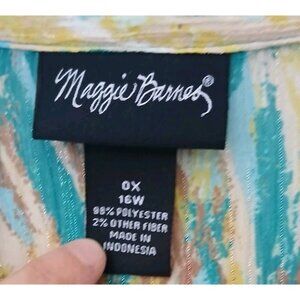 Maggie Barnes®
0X
16W
98% POLYESTER
2% OTHER FIBER
MADE IN
INDONESIA